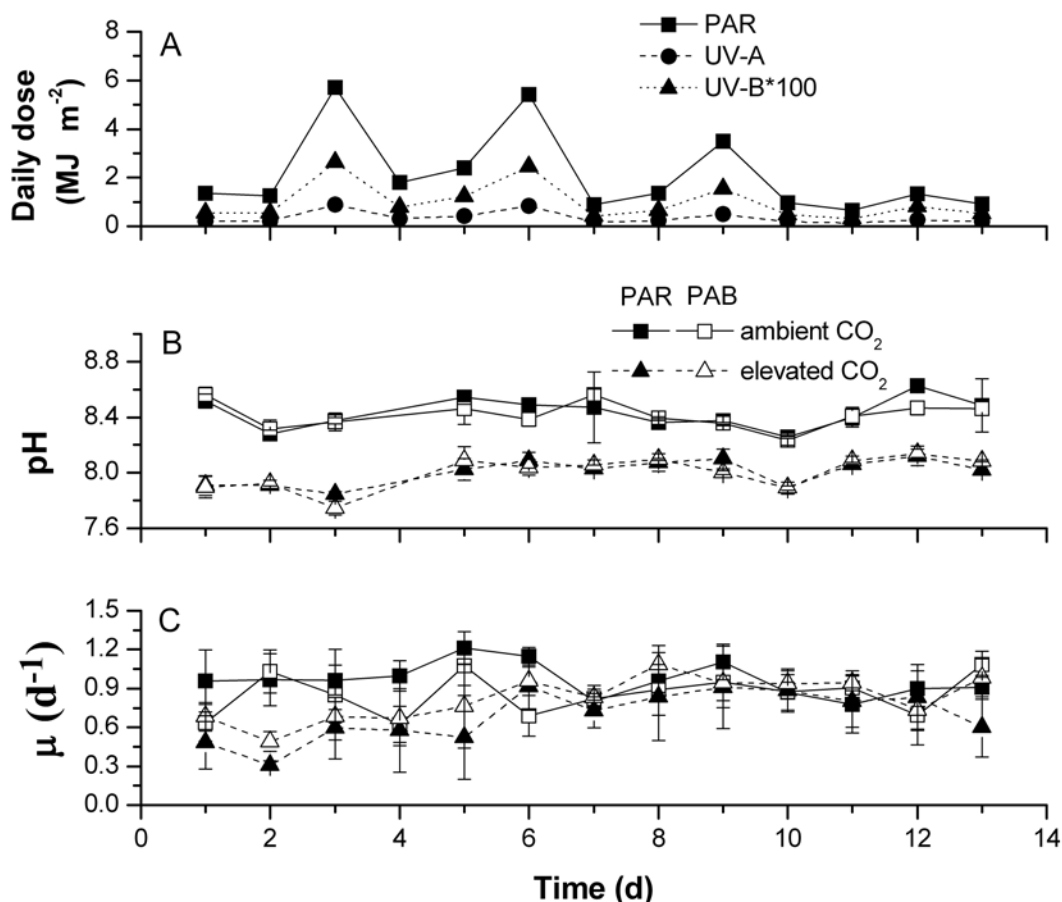 A
PAR
UV-A
UV-B*100
8
6
4
2
0
Daily dose
(MJ m⁻²)
B
PAR PAB
ambient CO₂
elevated CO₂
8.8
8.4
8.0
7.6
pH
C
1.5
1.2
0.9
0.6
0.3
0.0
μ (d⁻¹)
0 2 4 6 8 10 12 14
Time (d)